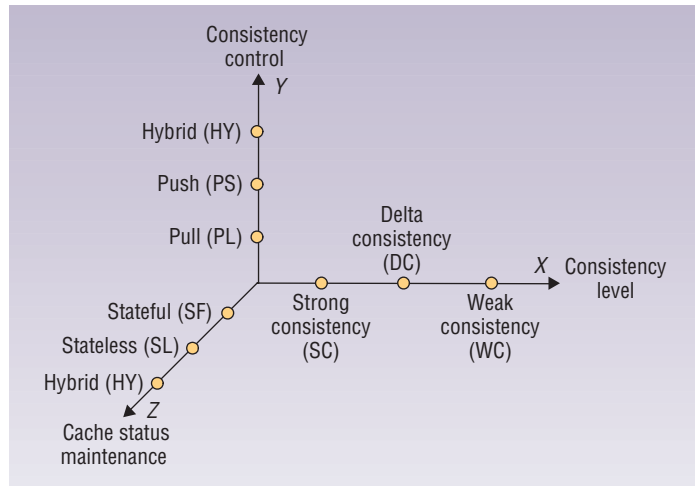 Consistency
control
Y
Hybrid (HY)
Push (PS)
Pull (PL)
Delta
consistency
(DC)
X
Consistency
level
Strong
consistency
(SC)
Weak
consistency
(WC)
Stateful (SF)
Stateless (SL)
Hybrid (HY)
Z
Cache status
maintenance